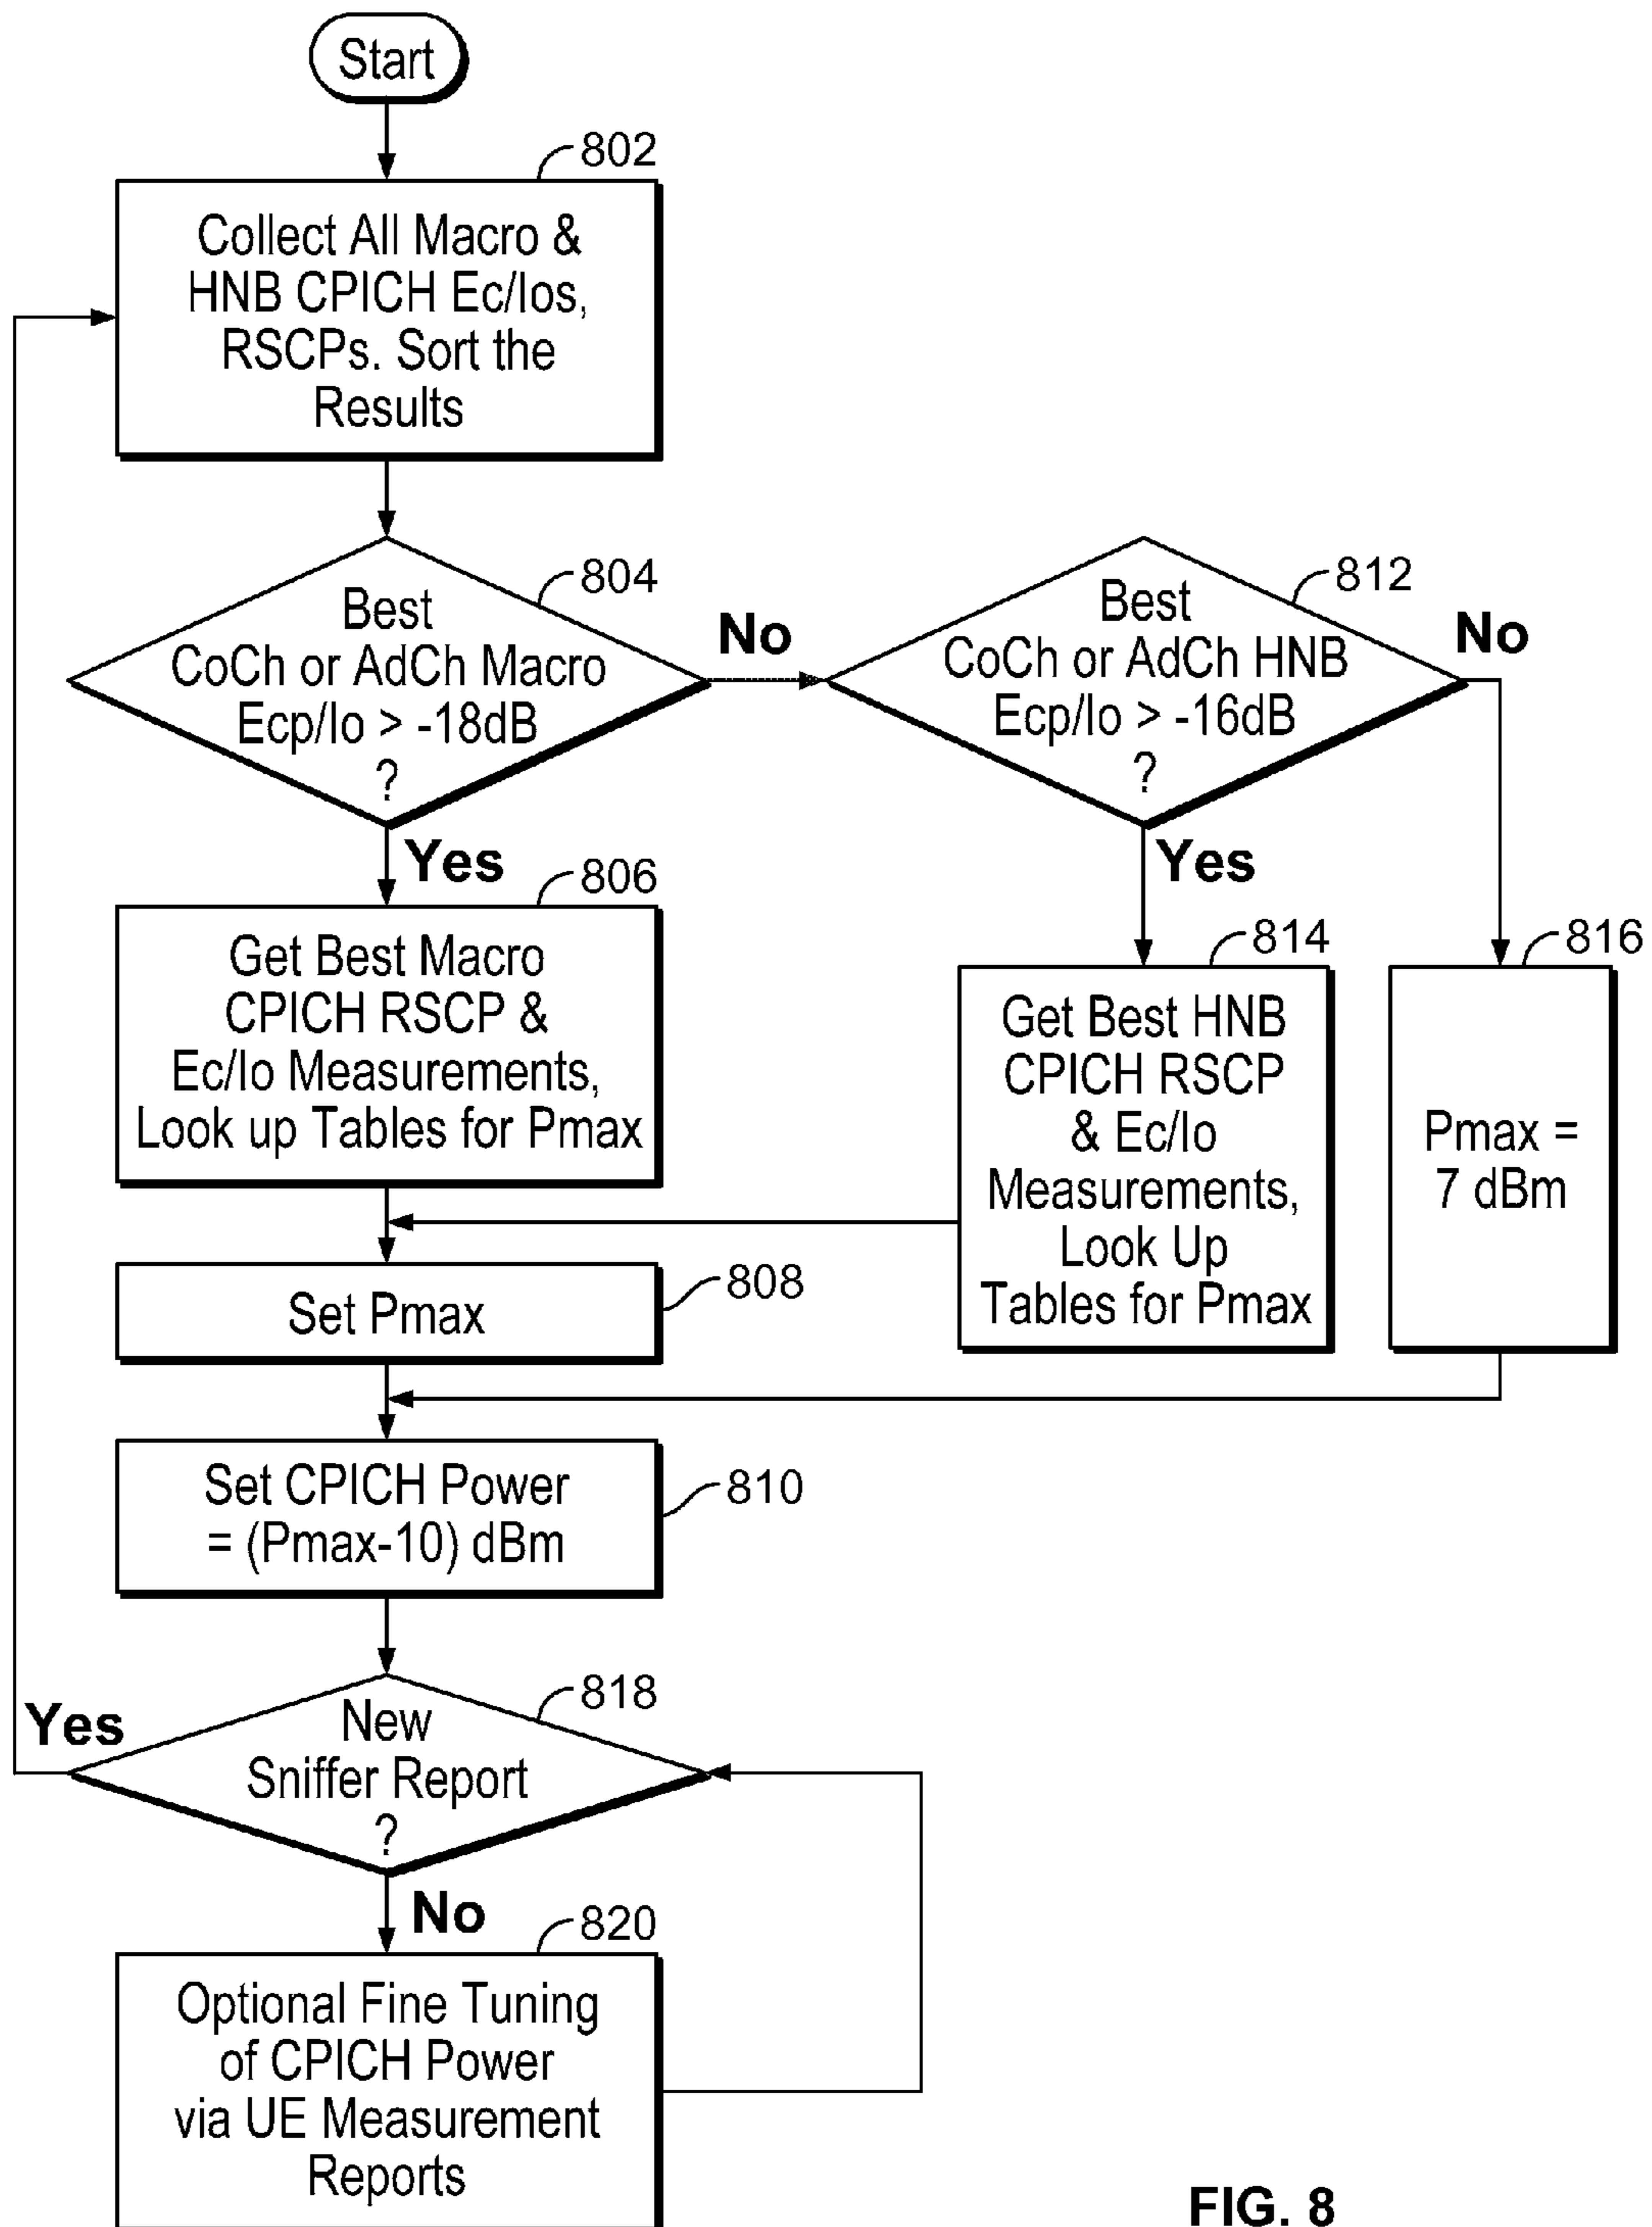 Start
802
Collect All Macro &
HNB CPICH Ec/Ios,
RSCPs. Sort the
Results
804
Best
CoCh or AdCh Macro
Ecp/Io > -18dB
?
No
812
Best
CoCh or AdCh HNB
Ecp/Io > -16dB
?
No
Yes
806
Get Best Macro
CPICH RSCP &
Ec/Io Measurements,
Look up Tables for Pmax
Yes
814
Get Best HNB
CPICH RSCP
& Ec/Io
Measurements,
Look Up
Tables for Pmax
816
Pmax =
7 dBm
Set Pmax
808
Set CPICH Power
= (Pmax-10) dBm
810
Yes
New
Sniffer Report
?
818
No
820
Optional Fine Tuning
of CPICH Power
via UE Measurement
Reports
FIG. 8